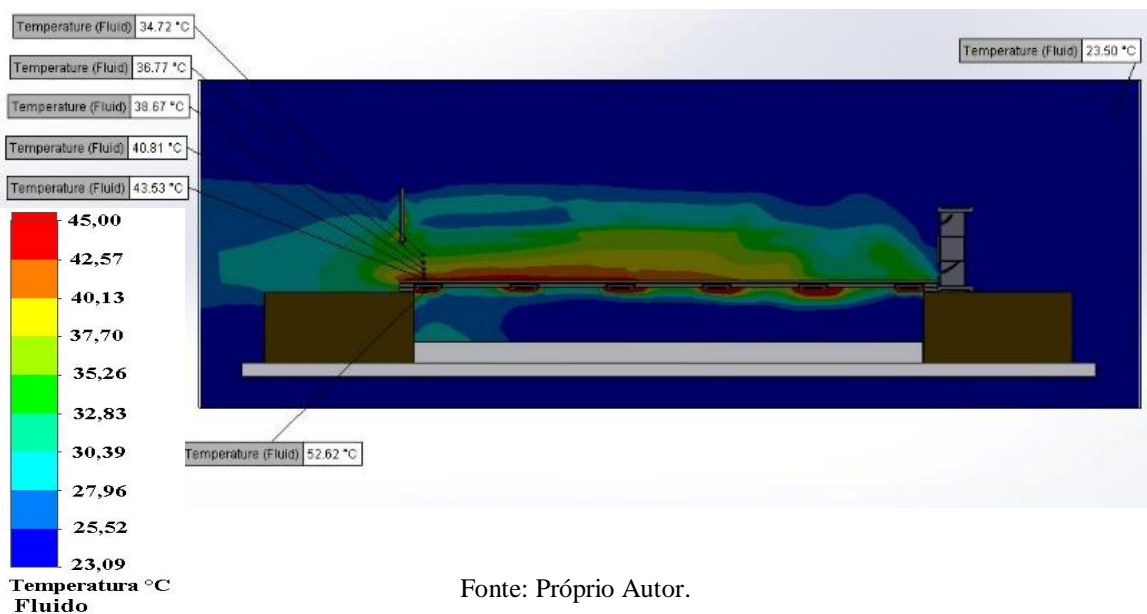 Temperature (Fluid) 34.72 °C
Temperature (Fluid) 23.50 °C
Temperature (Fluid) 36.77 °C
Temperature (Fluid) 38.67 °C
Temperature (Fluid) 40.81 °C
Temperature (Fluid) 43.53 °C
45,00
42,57
40,13
37,70
35,26
32,83
30,39
27,96
25,52
23,09
Temperatura °C
Fluido
Temperature (Fluid) 52.62 °C
Fonte: Próprio Autor.